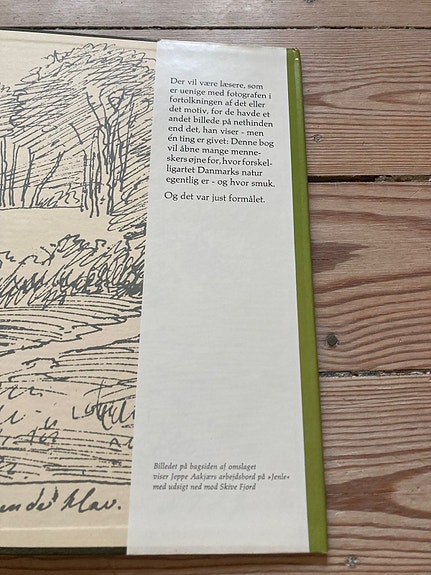 Der vil være læsere, som
er uenige med fotografen i
fortolkningen af det eller
det motiv, for de havde et
andet billede på nethinden
end det, han viser - men
én ting er givet: Denne bog
vil åbne mange menne-
skers øjne for, hvor forskel-
ligartet Danmarks natur
egentlig er - og hvor smuk.
Og det var just formålet.
Billedet på bagsiden af omslaget
viser Jeppe Aakjærs arbejdsbord på »Jenle«
med udsigt ned mod Skive Fjord